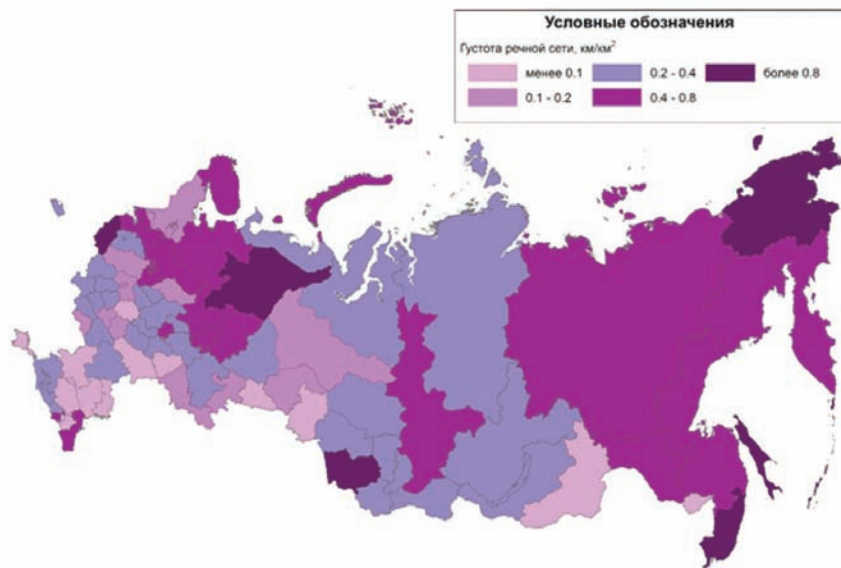 Условные обозначения
Густота речной сети, км/км²
менее 0.1
0.2 - 0.4
более 0.8
0.1 - 0.2
0.4 - 0.8